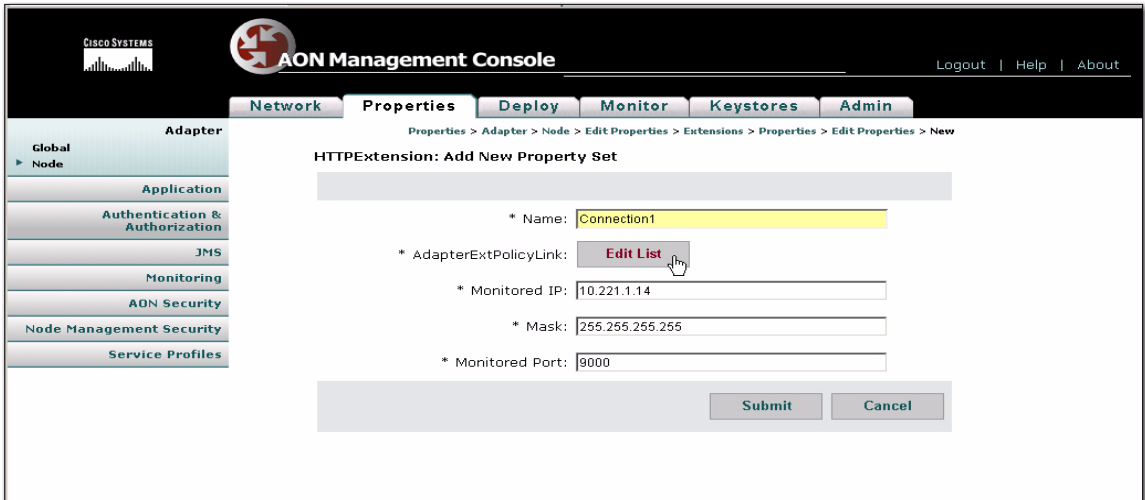 CISCO SYSTEMS
AON Management Console
Logout | Help | About
Network Properties Deploy Monitor Keystores Admin
Adapter
Global
Node
Application
Authentication &
Authorization
JMS
Monitoring
AON Security
Node Management Security
Service Profiles
Properties > Adapter > Node > Edit Properties > Extensions > Properties > Edit Properties > New
HTTPExtension: Add New Property Set
* Name: Connection1
* AdapterExtPolicyLink: Edit List
* Monitored IP: 10.221.1.14
* Mask: 255.255.255.255
* Monitored Port: 9000
Submit Cancel